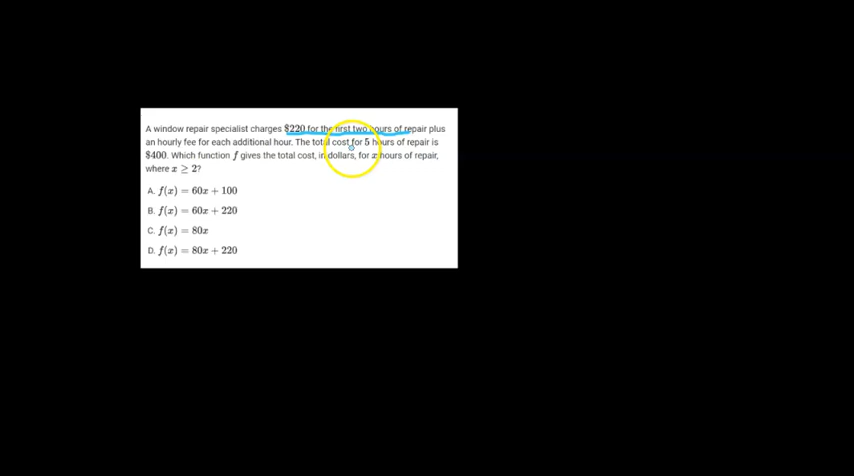 A window repair specialist charges $220 for the first two hours of repair plus
an hourly fee for each additional hour. The total cost for 5 hours of repair is
$400. Which function f gives the total cost, in dollars, for x hours of repair,
where x ≥ 2?
A. f(x) = 60x + 100
B. f(x) = 60x + 220
C. f(x) = 80x
D. f(x) = 80x + 220